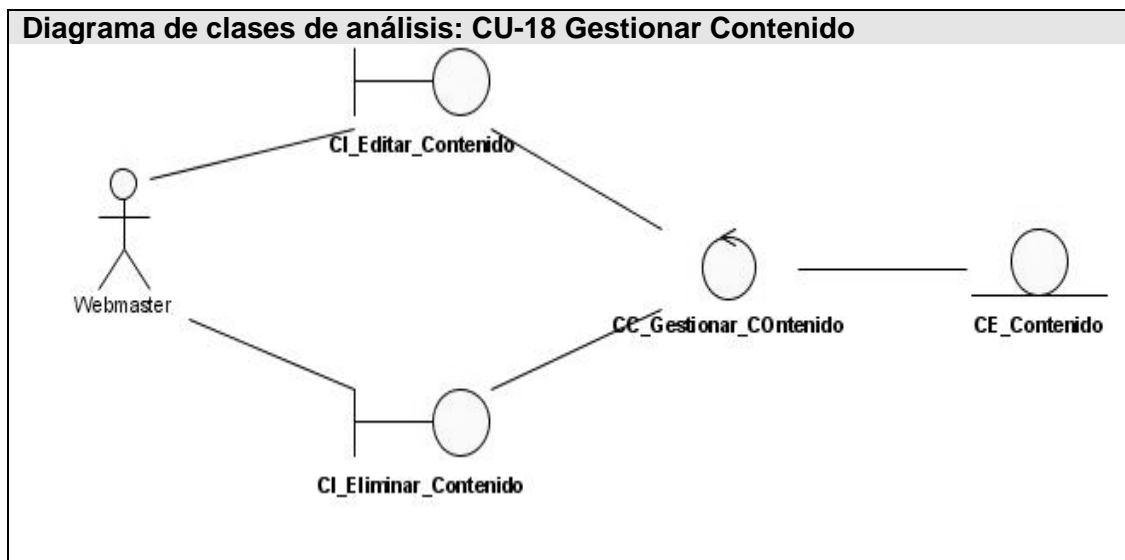 Diagrama de clases de análisis: CU-18 Gestionar Contenido
CI_Editar_Contenido
Webmaster
CC_Gestionar_COntenido
CE_Contenido
CI_Eliminar_Contenido